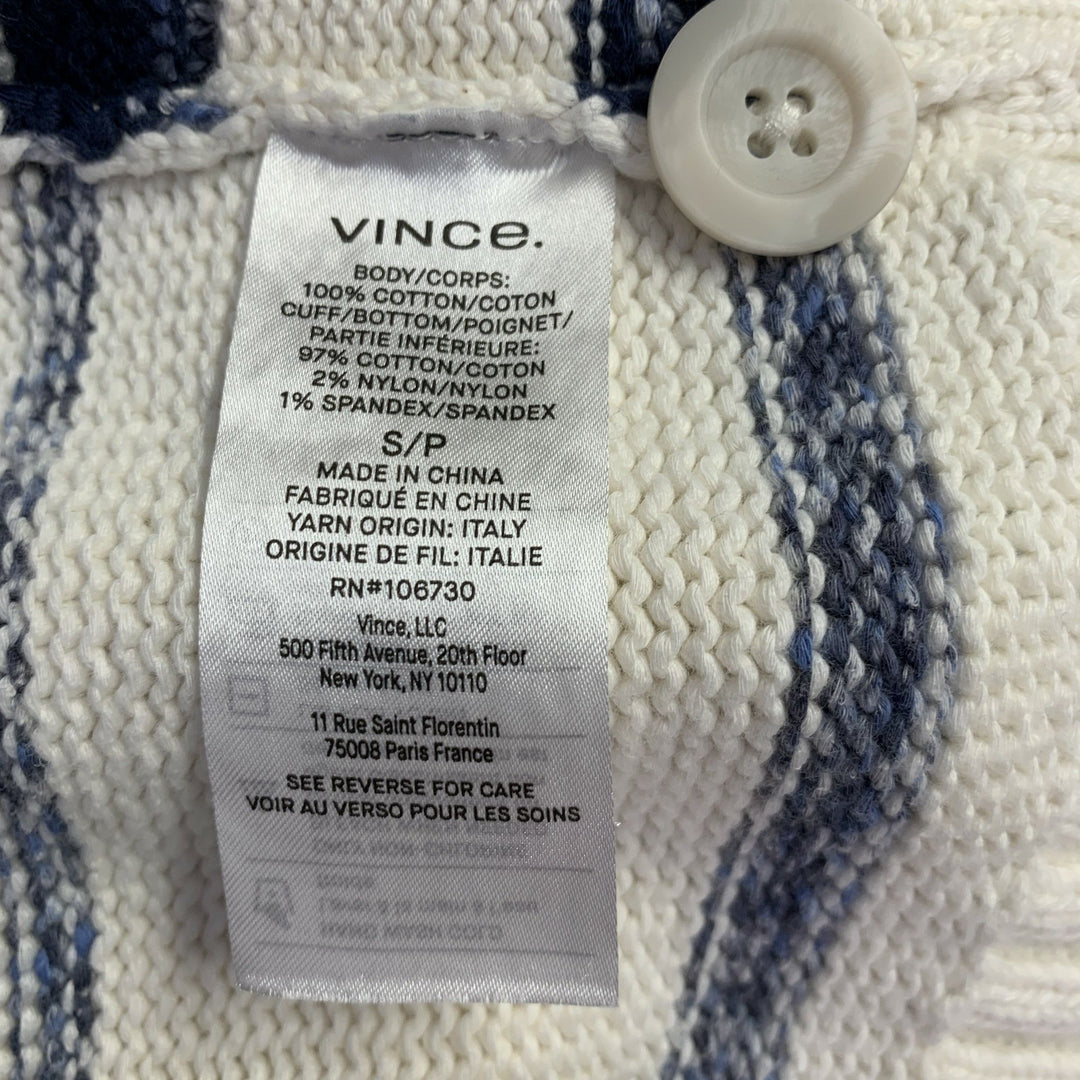 VINCe.
BODY/CORPS:
100% COTTON/COTON
CUFF/BOTTOM/POIGNET/
PARTIE INFÉRIEURE:
97% COTTON/COTON
2% NYLON/NYLON
1% SPANDEX/SPANDEX
S/P
MADE IN CHINA
FABRIQUÉ EN CHINE
YARN ORIGIN: ITALY
ORIGINE DE FIL: ITALIE
RN#106730
Vince, LLC
500 Fifth Avenue, 20th Floor
New York, NY 10110
11 Rue Saint Florentin
75008 Paris France
SEE REVERSE FOR CARE
VOIR AU VERSO POUR LES SOINS